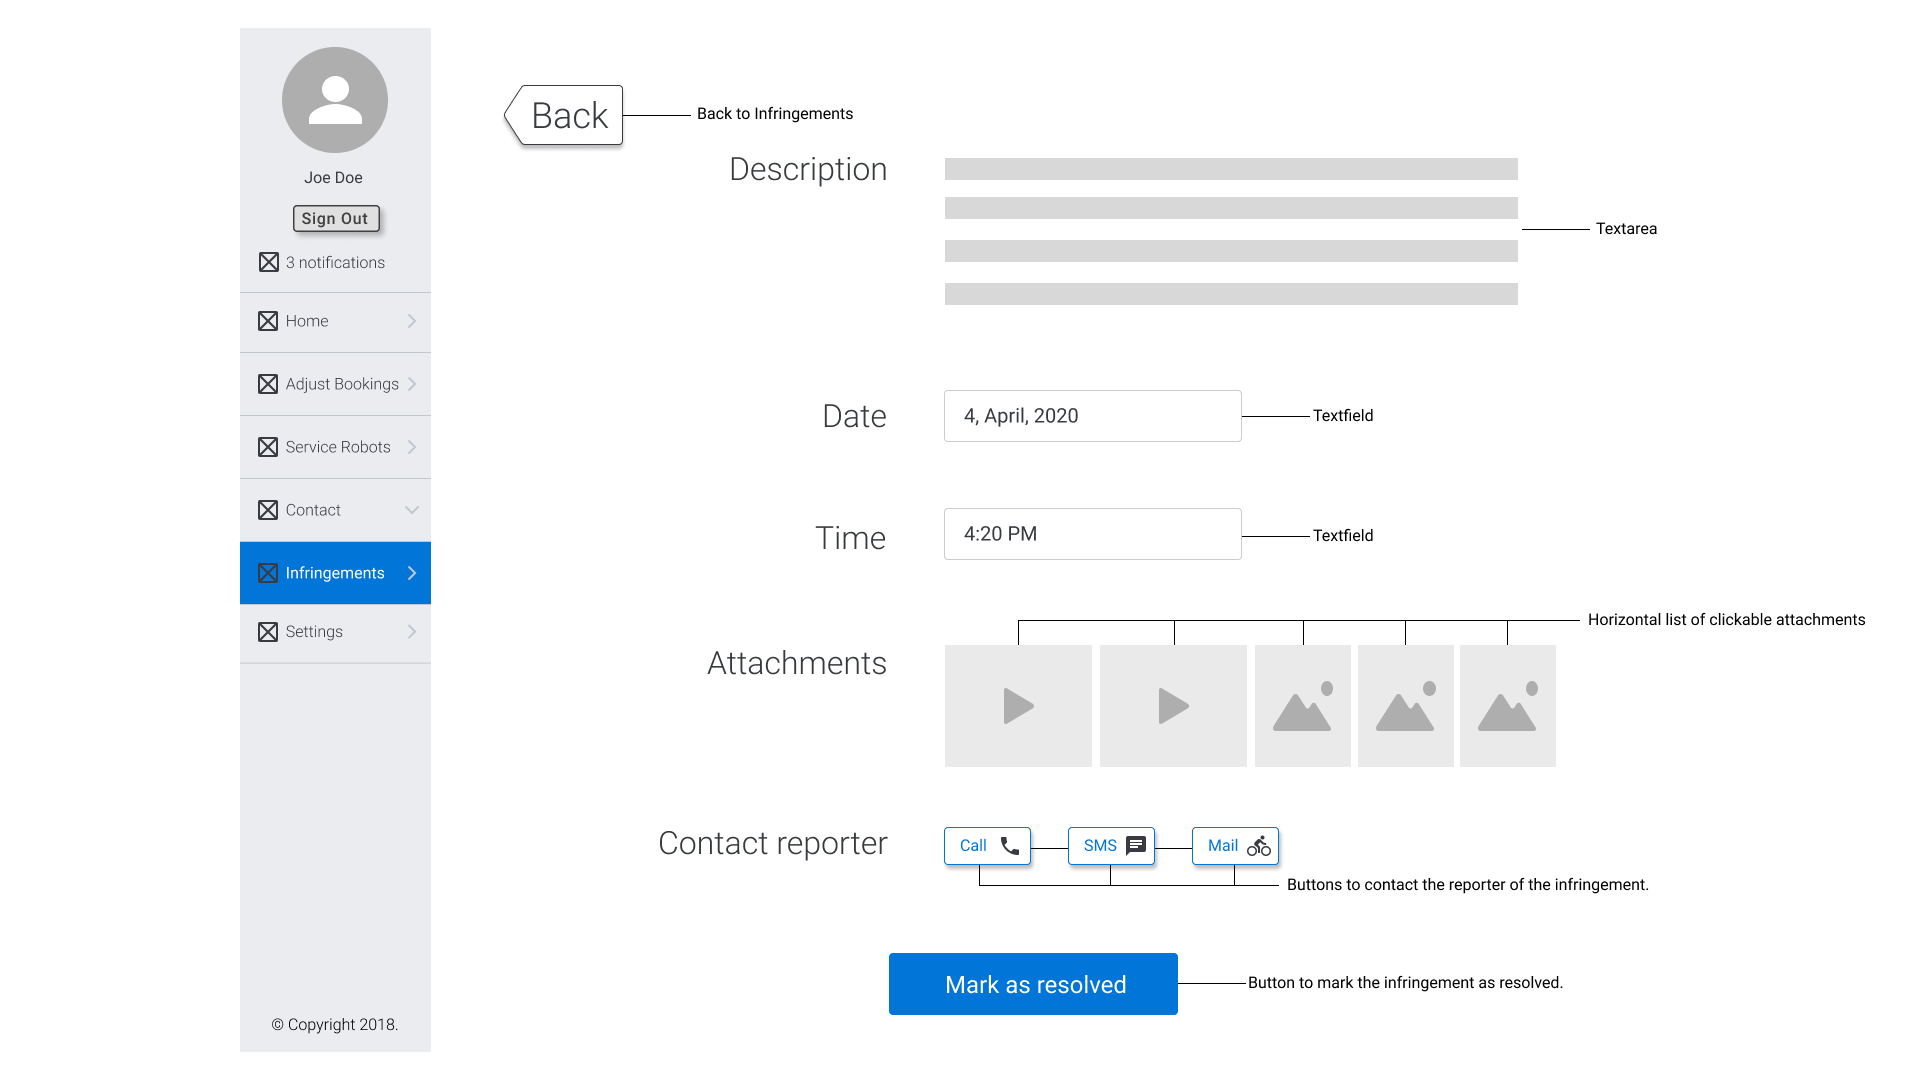 Joe Doe
Sign Out
3 notifications
Home
Adjust Bookings
Service Robots
Contact
Infringements
Settings
© Copyright 2018.
Back
Back to Infringements
Description
Textarea
Date
4, April, 2020
Textfield
Time
4:20 PM
Textfield
Horizontal list of clickable attachments
Attachments
Contact reporter
Call
SMS
Mail
Buttons to contact the reporter of the infringement.
Mark as resolved
Button to mark the infringement as resolved.